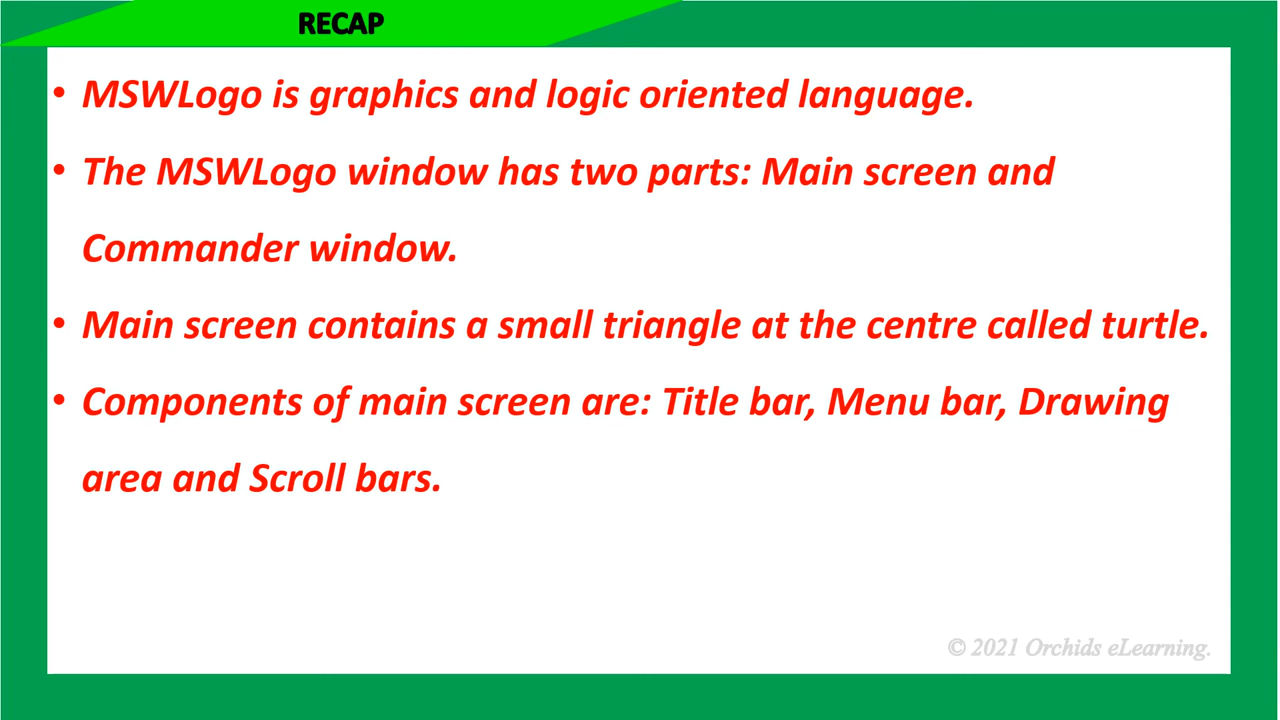 RECAP
• MSWLogo is graphics and logic oriented language.
• The MSWLogo window has two parts: Main screen and
Commander window.
• Main screen contains a small triangle at the centre called turtle.
• Components of main screen are: Title bar, Menu bar, Drawing
area and Scroll bars.
© 2021 Orchids eLearning.